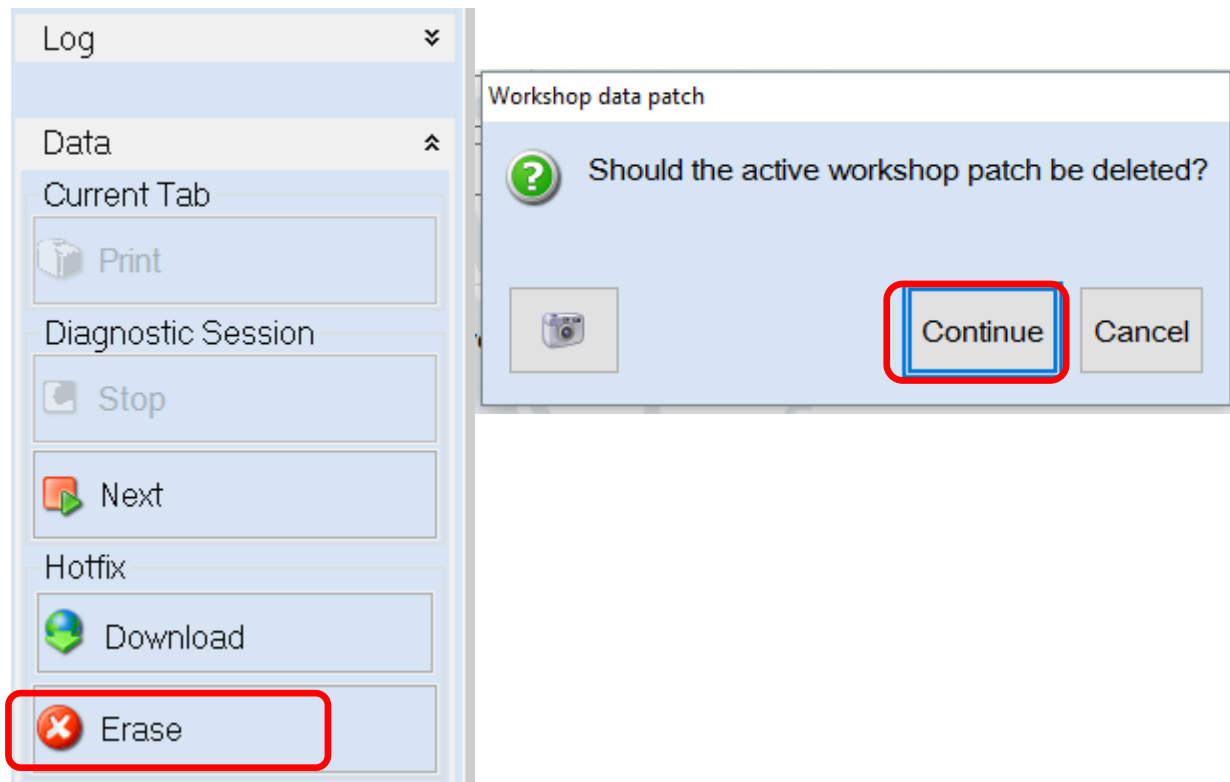 Log
Data
Current Tab
Print
Diagnostic Session
Stop
Next
Hotfix
Download
Erase
Workshop data patch
Should the active workshop patch be deleted?
Continue
Cancel